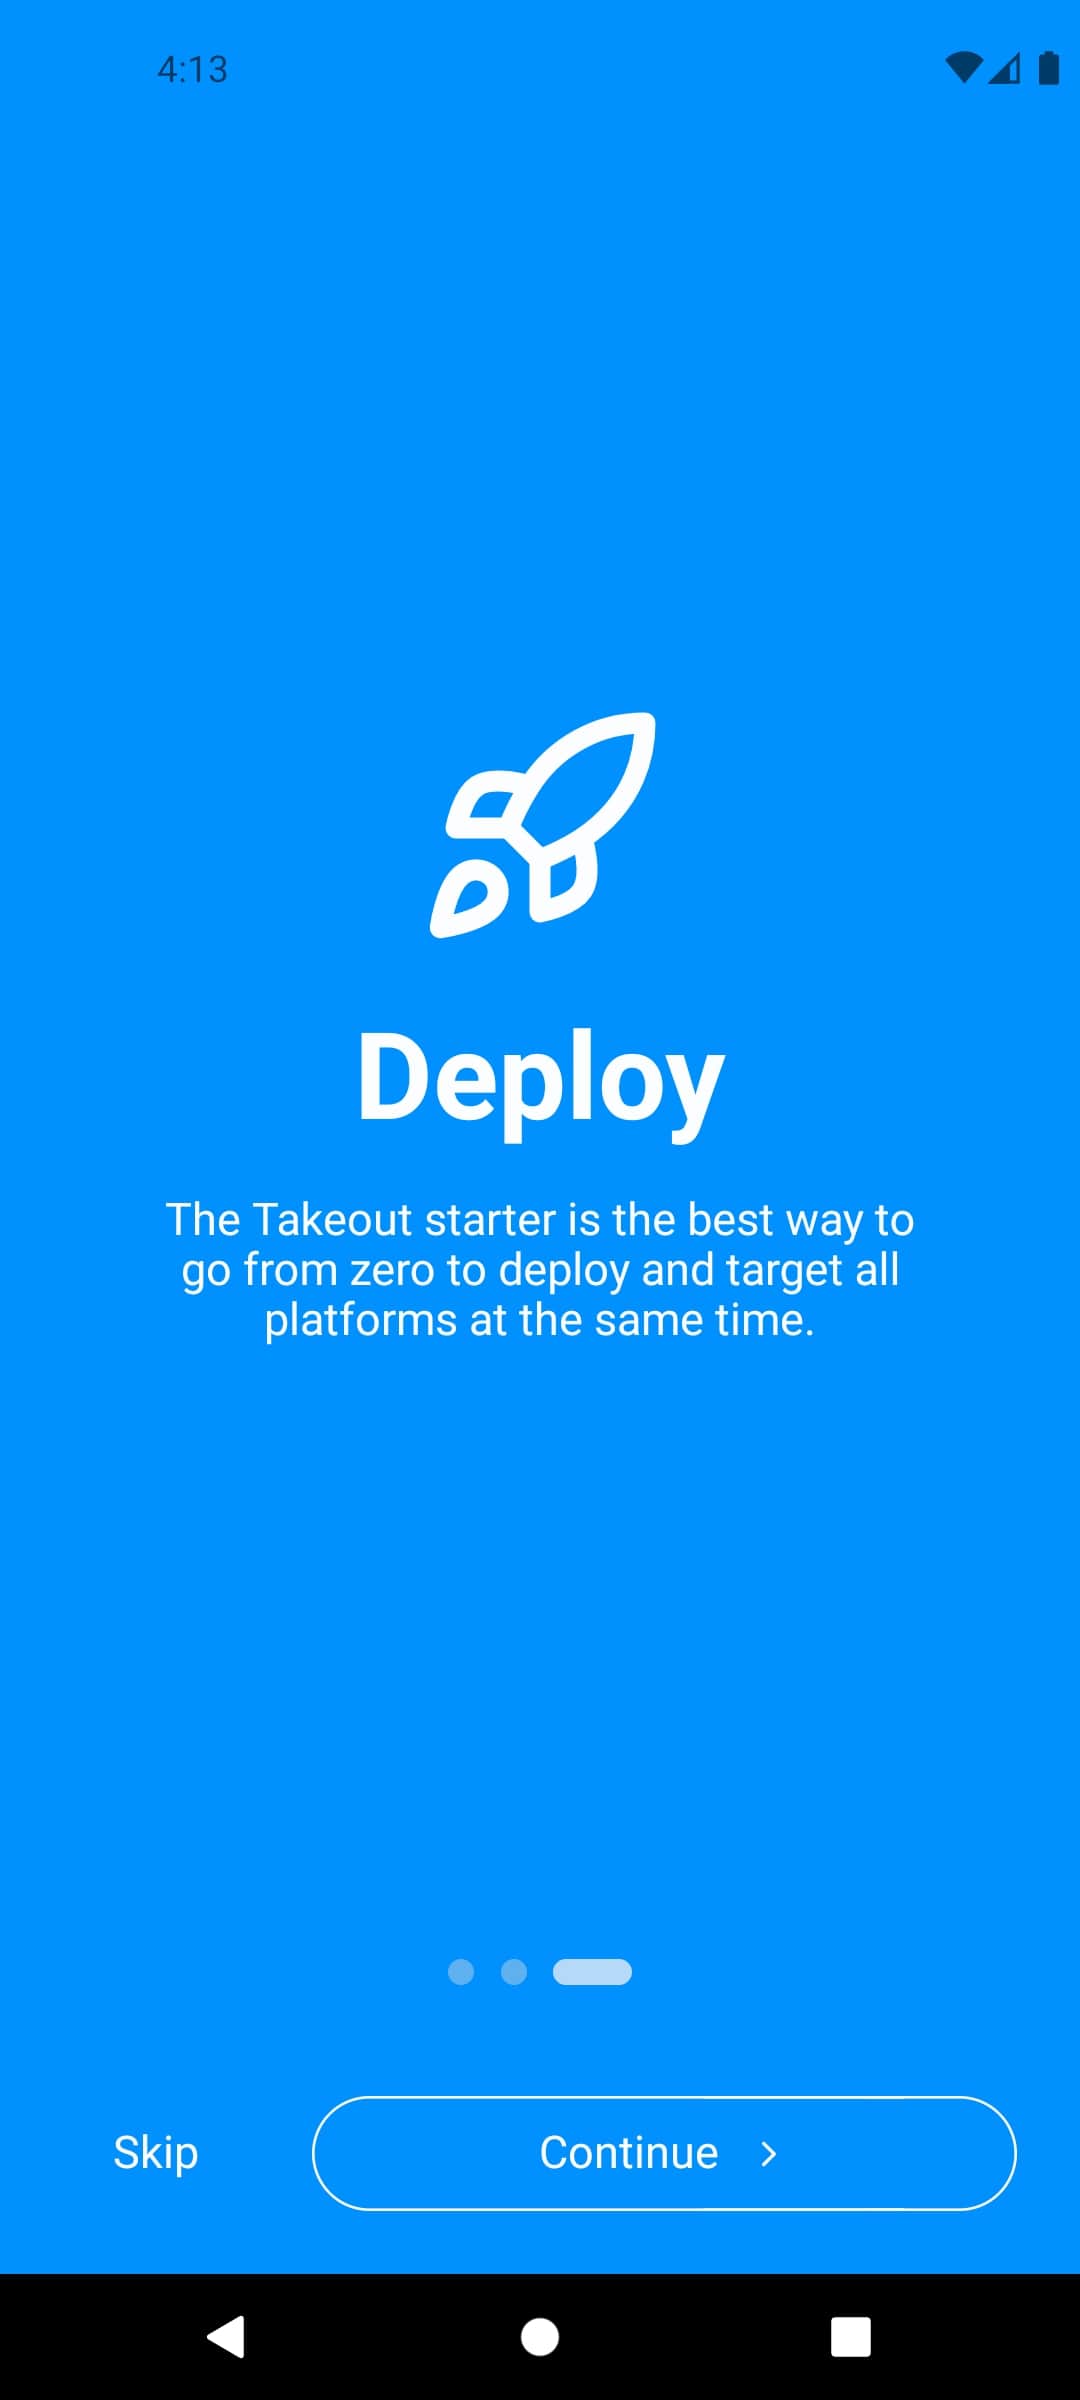 4:13
Deploy
The Takeout starter is the best way to
go from zero to deploy and target all
platforms at the same time.
Skip
Continue